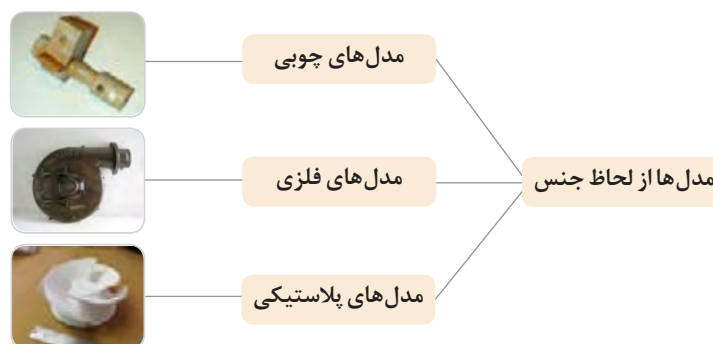 مدل‌ها از لحاظ جنس
مدل‌های چوبی
مدل‌های فلزی
مدل‌های پلاستیکی